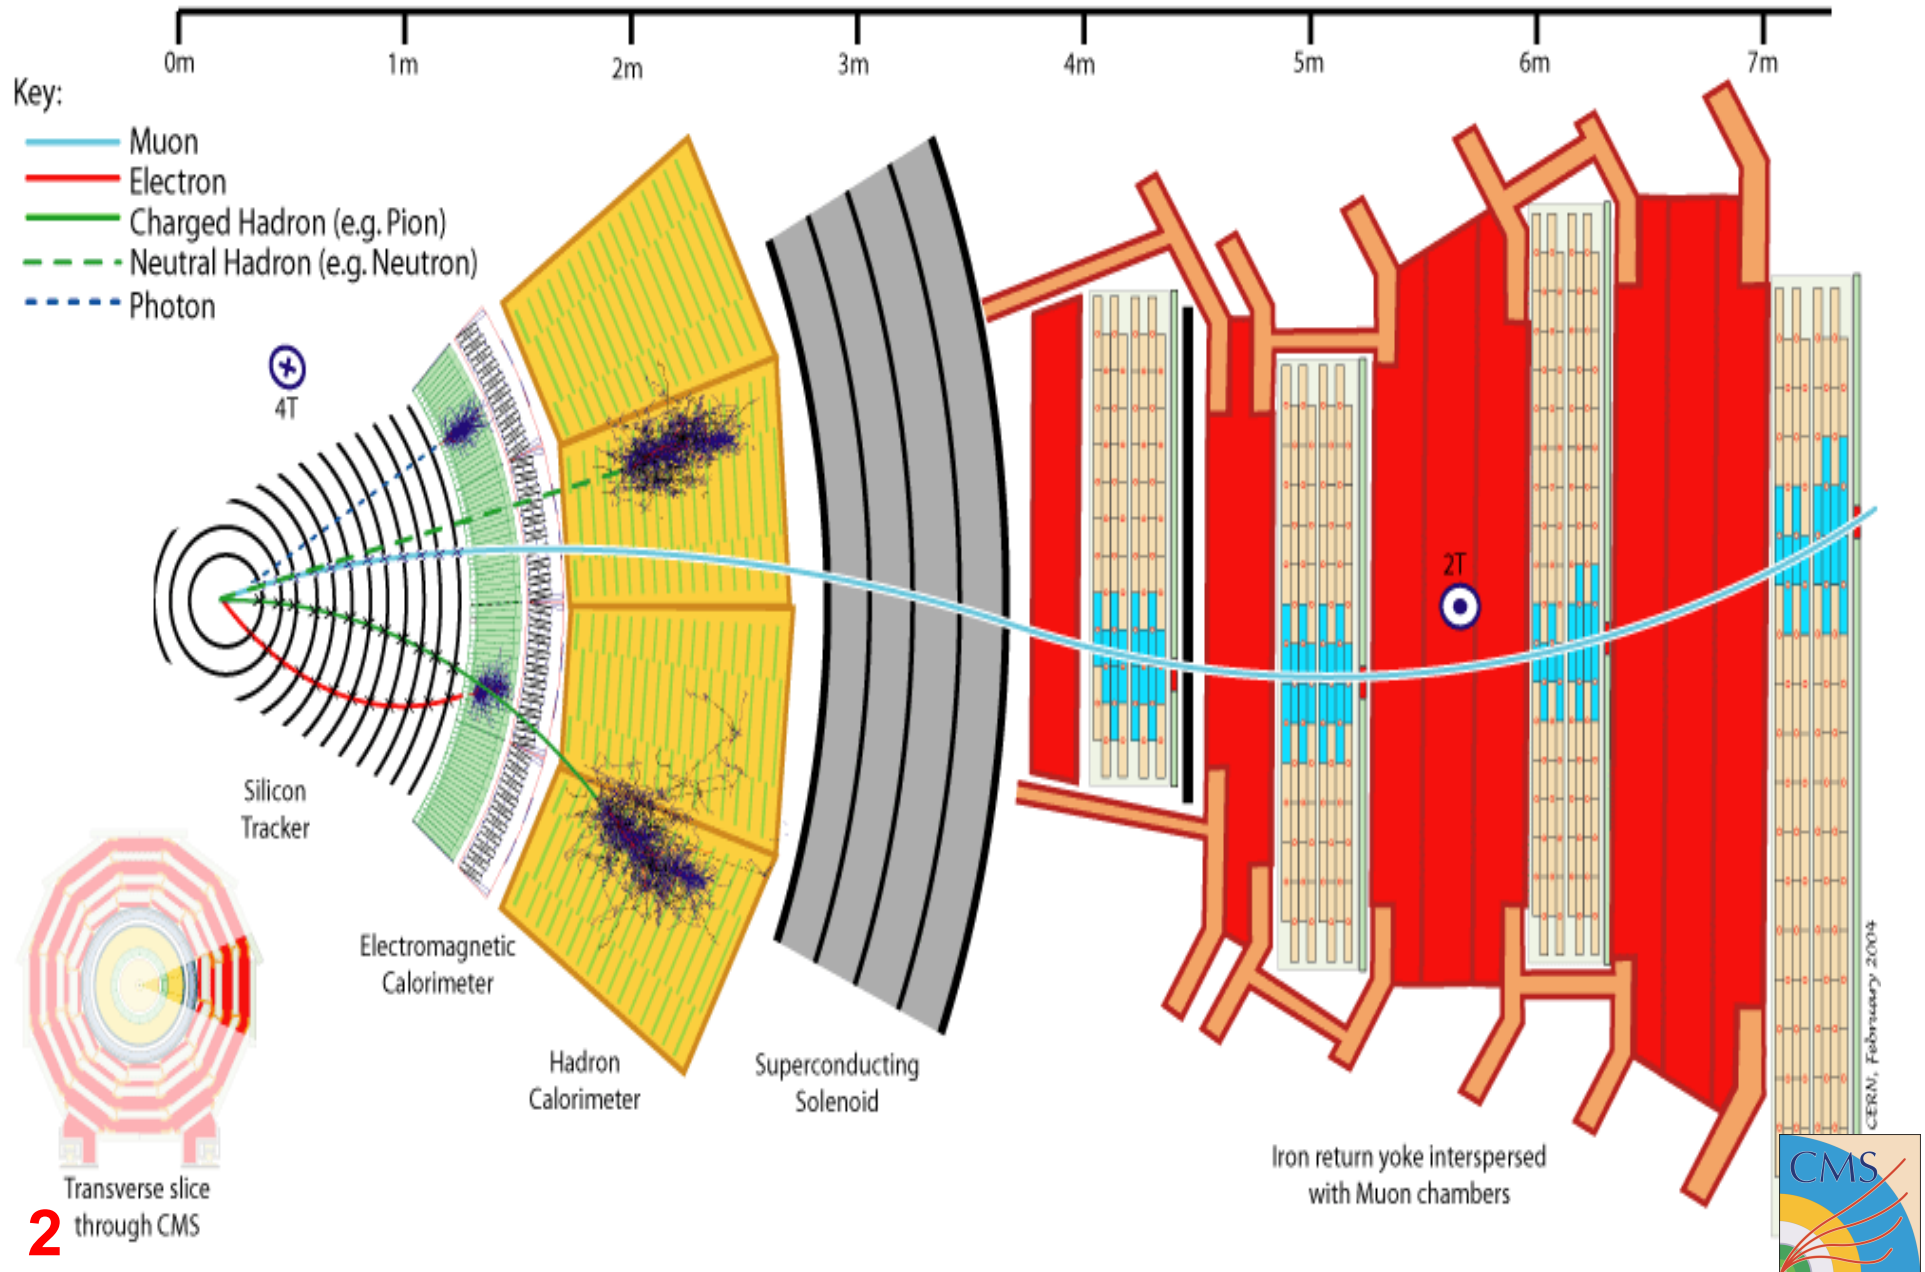 0m 1m 2m 3m 4m 5m 6m 7m
Key:
Muon
Electron
Charged Hadron (e.g. Pion)
Neutral Hadron (e.g. Neutron)
Photon
4T
2T
Silicon
Tracker
Electromagnetic
Calorimeter
Hadron
Calorimeter
Superconducting
Solenoid
Iron return yoke interspersed
with Muon chambers
Transverse slice
through CMS
2
CERN, February 2004
CMS